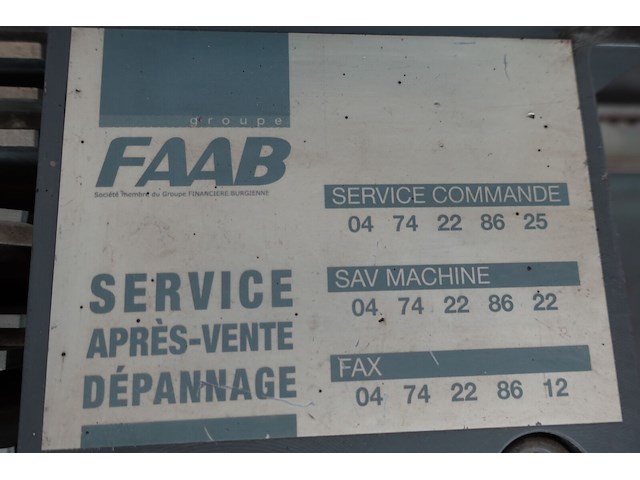 groupe
FAAB
Société membre du Groupe FINANCIERE BURGIENNE
SERVICE
APRÈS-VENTE
DÉPANNAGE
SERVICE COMMANDE
04 74 22 86 25
SAV MACHINE
04 74 22 86 22
FAX
04 74 22 86 12